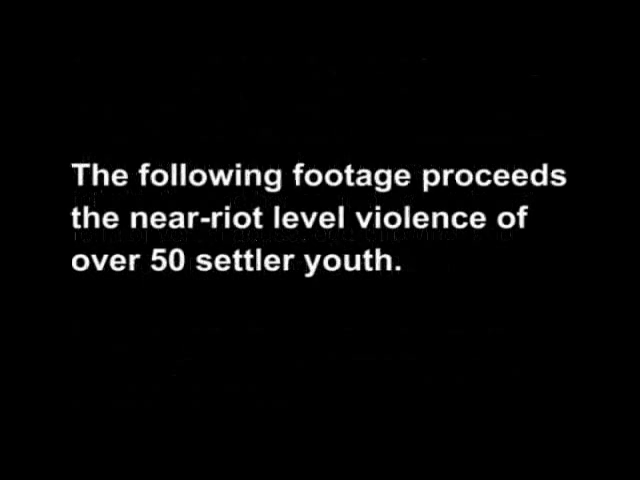 The following footage proceeds
the near-riot level violence of
over 50 settler youth.